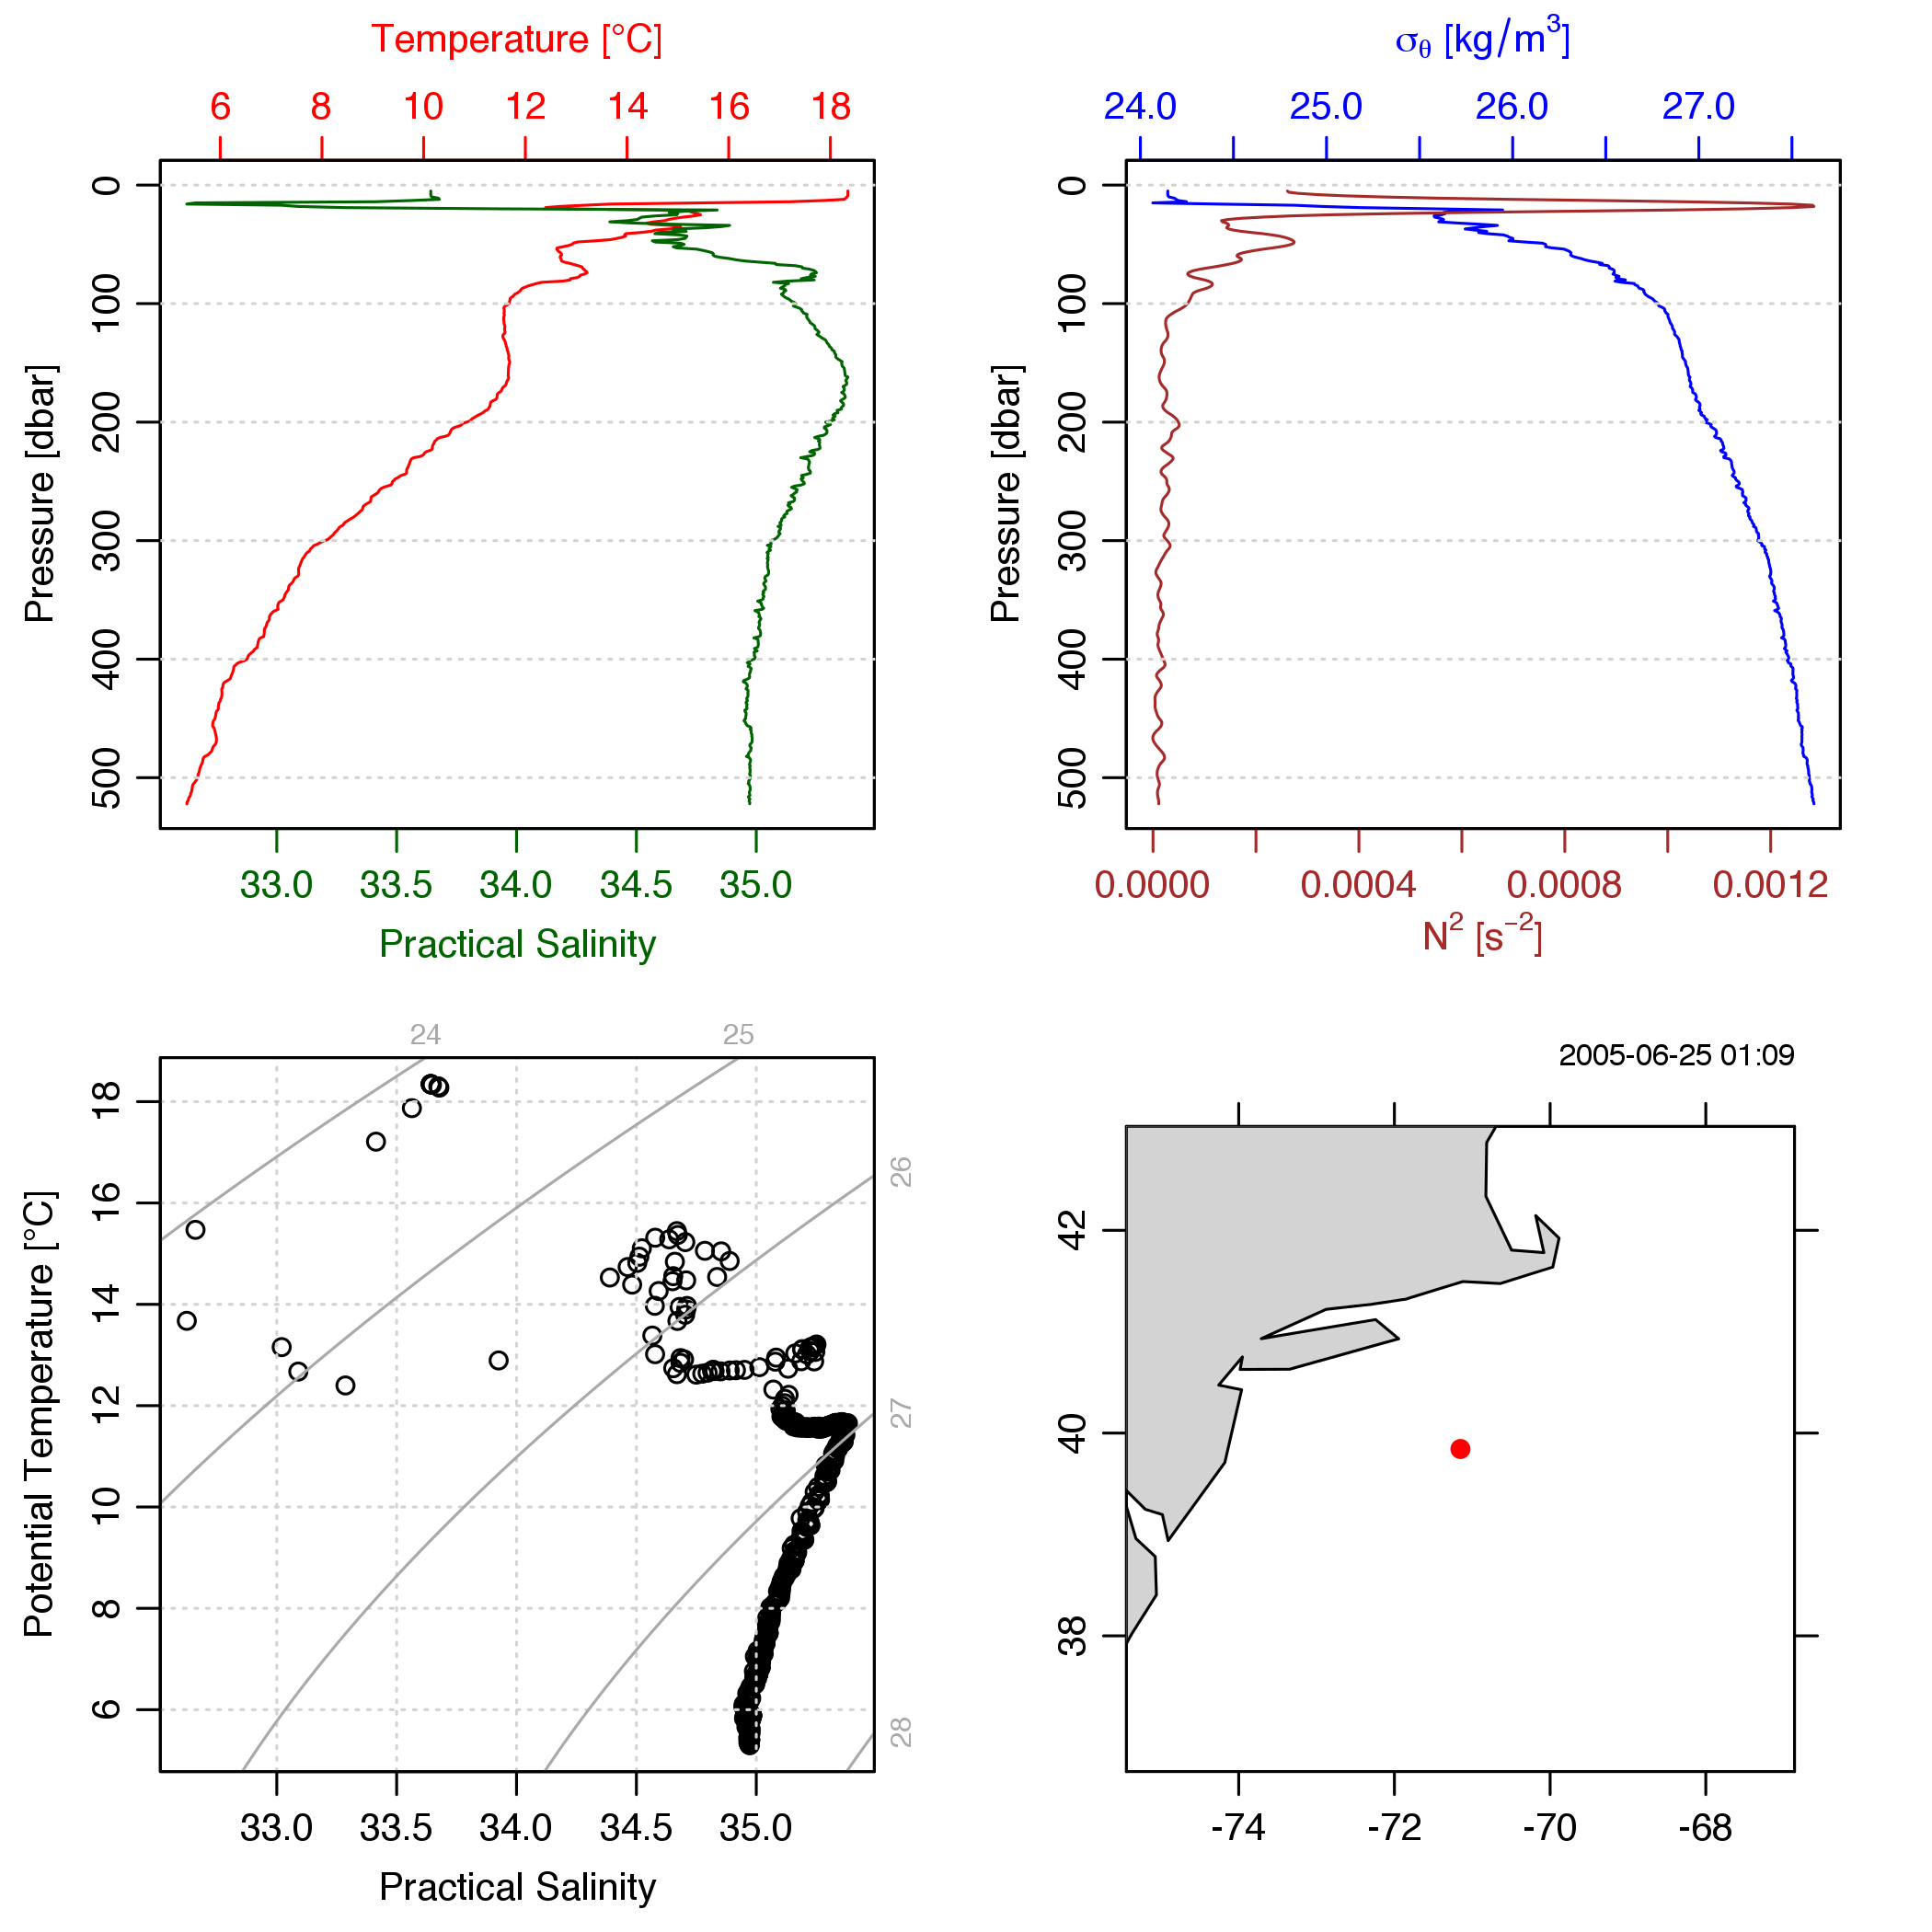 Temperature [°C]
6 8 10 12 14 16 18
0
100
200
300
400
500
Pressure [dbar]
33.0 33.5 34.0 34.5 35.0
Practical Salinity
σθ [kg/m³]
24.0 25.0 26.0 27.0
0
100
200
300
400
500
Pressure [dbar]
0.0000 0.0004 0.0008 0.0012
N² [s⁻²]
24 25
26
27
28
18
16
14
12
10
8
6
Potential Temperature [°C]
33.0 33.5 34.0 34.5 35.0
Practical Salinity
2005-06-25 01:09
42
40
38
-74 -72 -70 -68